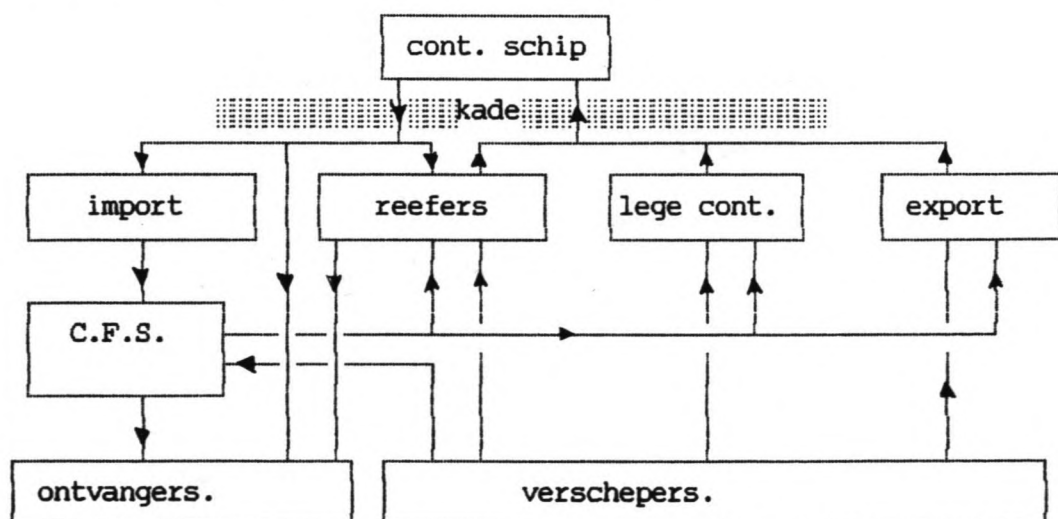 cont. schip
kade
import
reefers
lege cont.
export
C.F.S.
ontvangers.
verschepers.